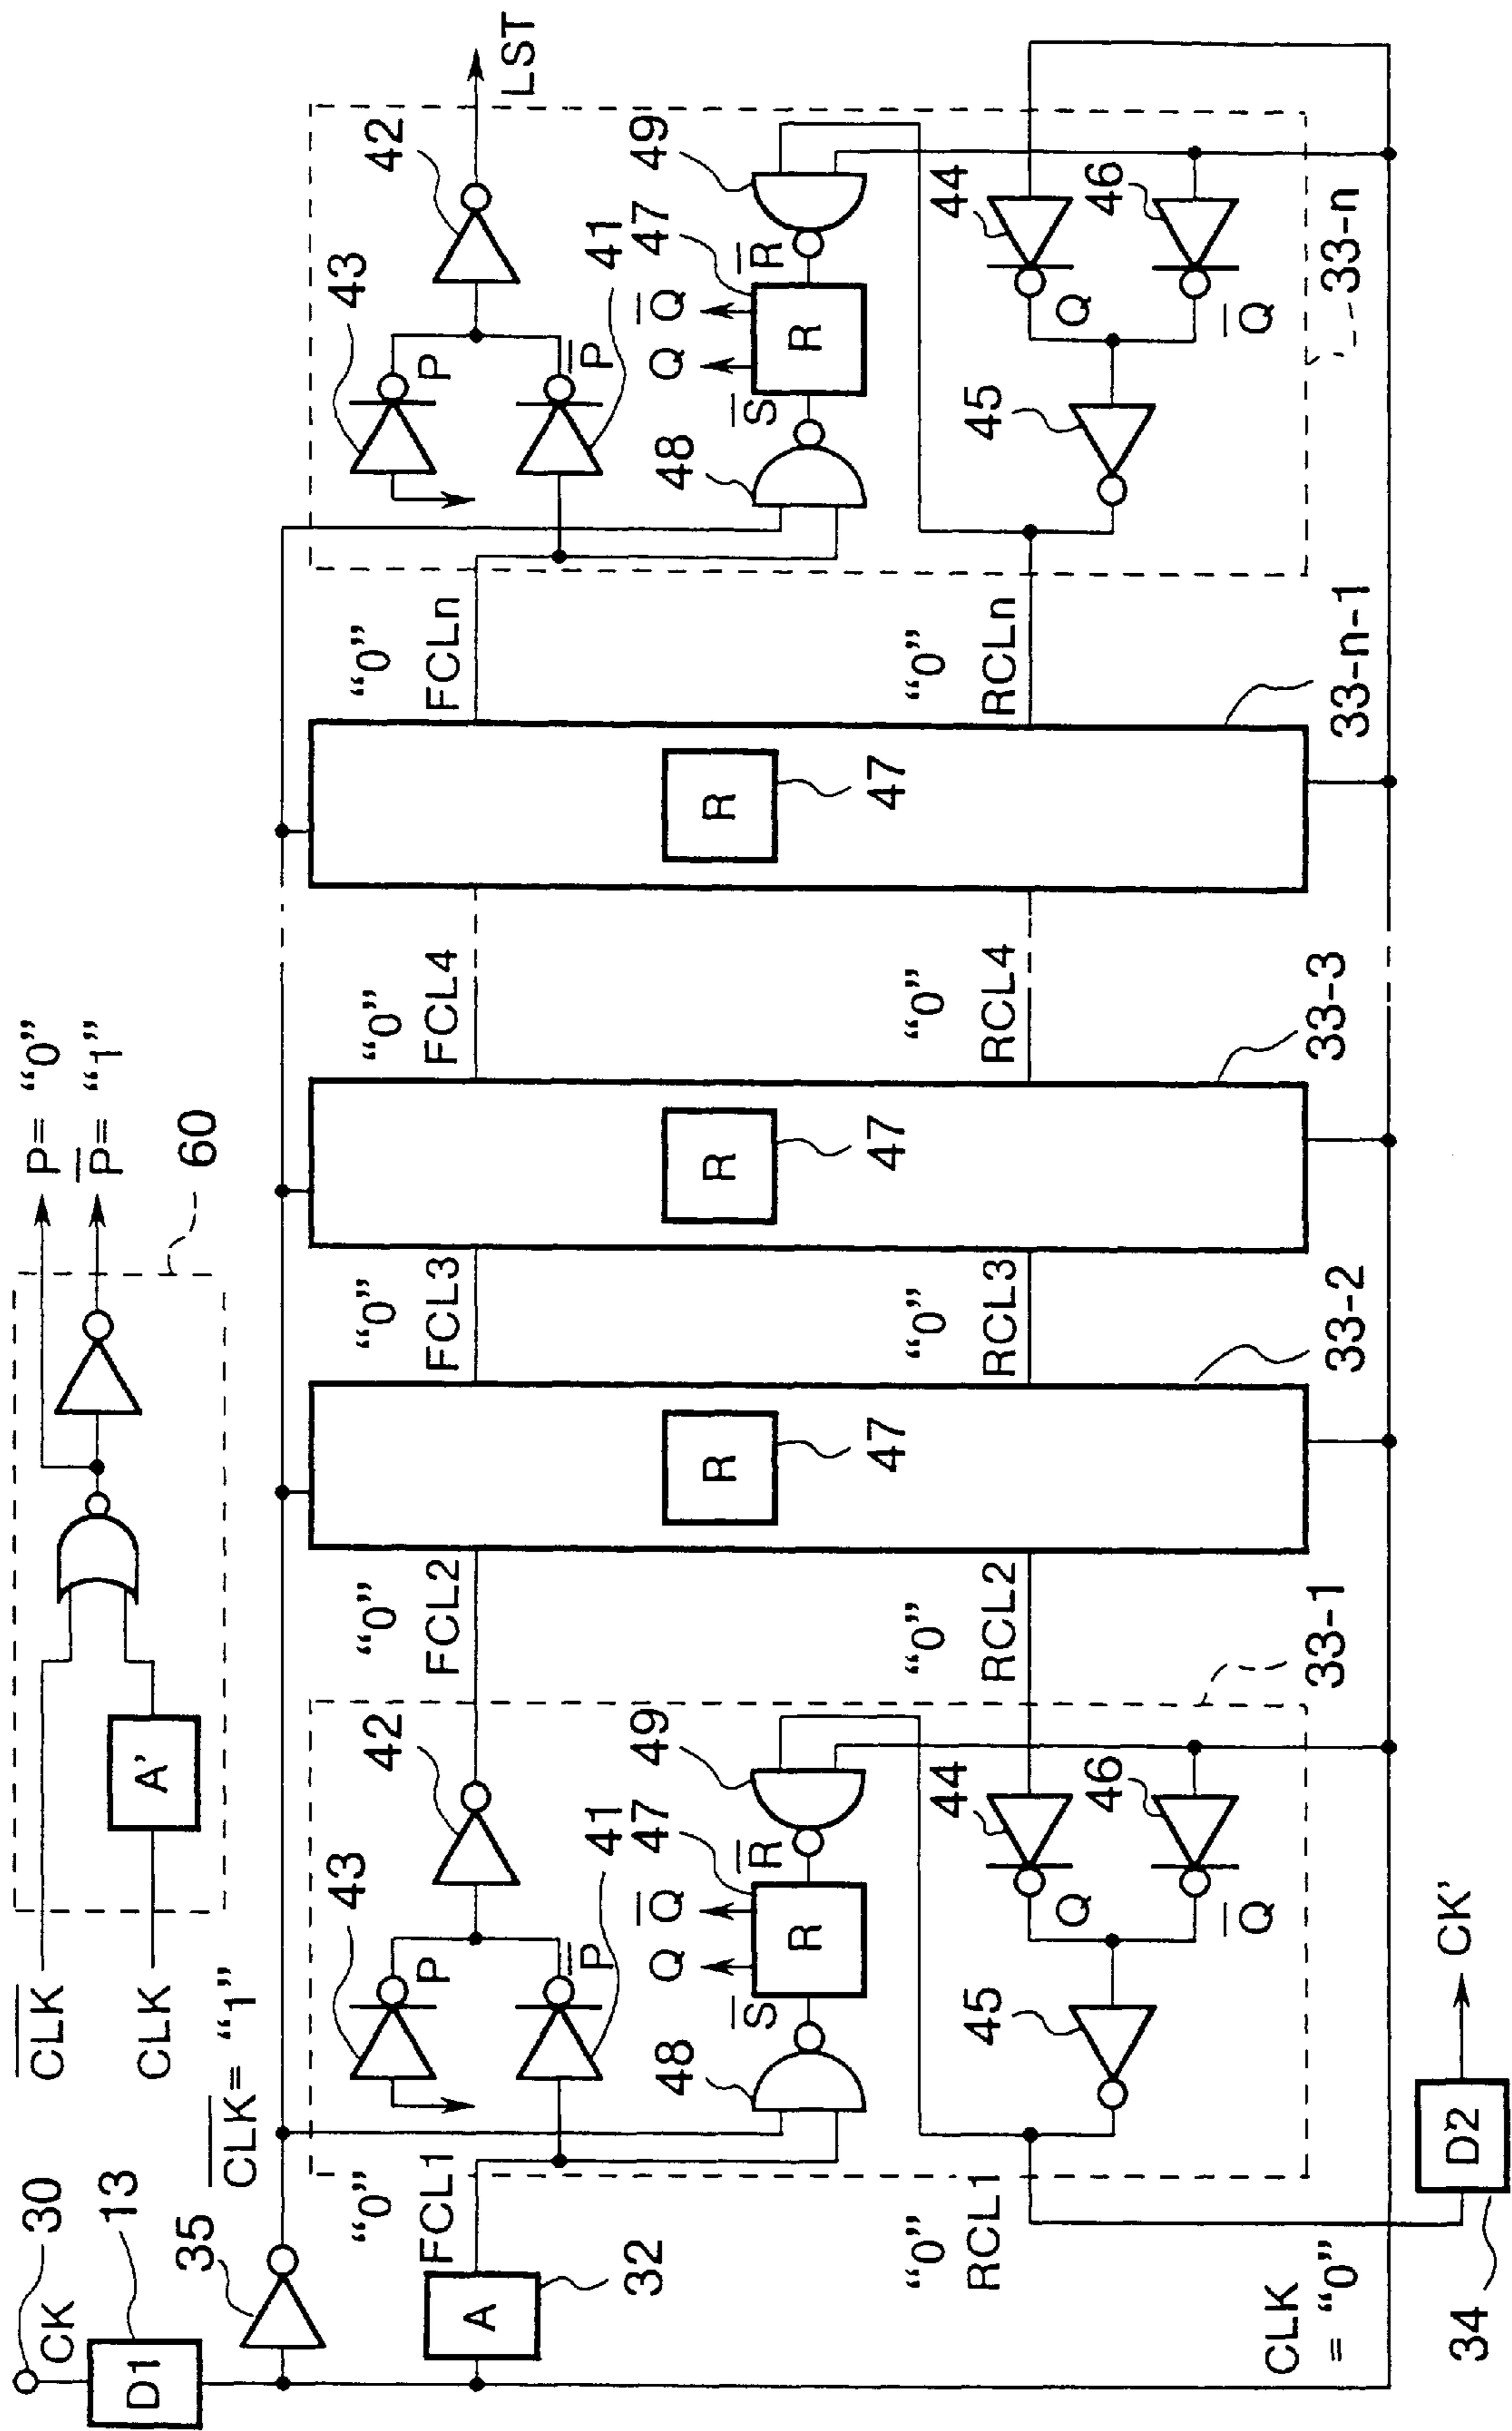 CLK
CLK
A'
60
P= “0”
P= “1”
30
CK
13
D1
35
CLK= “1”
32
A
“0”
FCL1
43
P
41
P
42
“0”
FCL2
“0”
FCL3
“0”
FCL4
“0”
FCLn
43
P
41
P
42
LST
48
S
Q
Q
47
R
R
49
R
47
R
47
R
47
48
S
Q
Q
47
R
R
49
“0”
RCL1
45
44
Q
46
Q
“0”
RCL2
“0”
RCL3
“0”
RCL4
“0”
RCLn
45
44
Q
46
Q
33-1
33-2
33-3
33-n-1
33-n
CLK
= “0”
34
D2
CK'